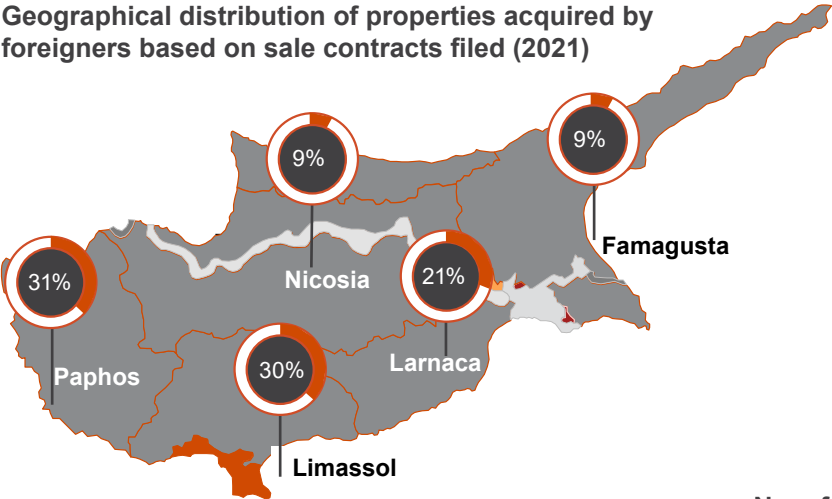 Geographical distribution of properties acquired by
foreigners based on sale contracts filed (2021)
9%
9%
Famagusta
31%
Nicosia
21%
Paphos
30%
Larnaca
Limassol